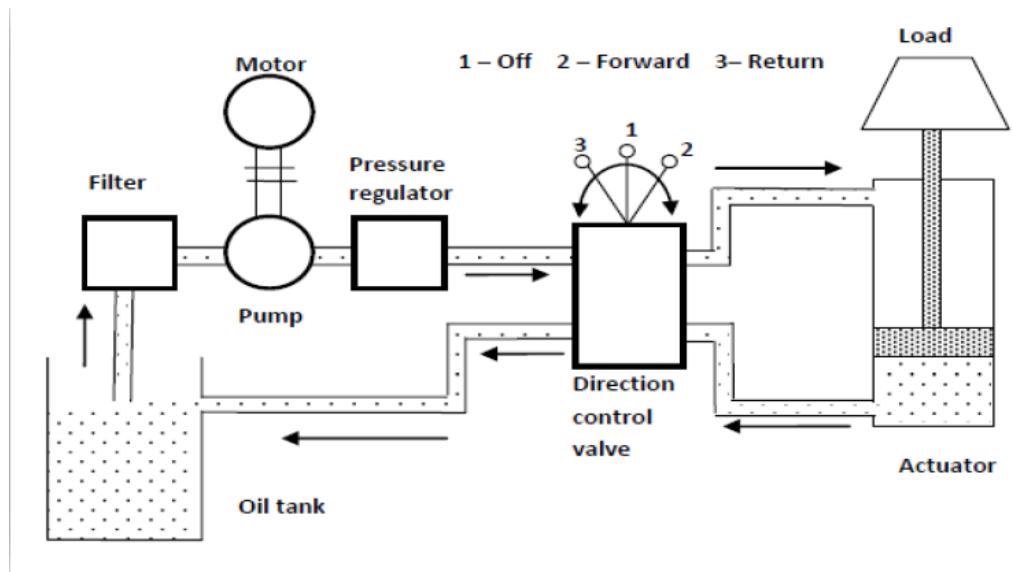 Load
Motor
1 – Off 2 – Forward 3– Return
1
3
2
Pressure
regulator
Filter
Pump
Direction
control
valve
Actuator
Oil tank